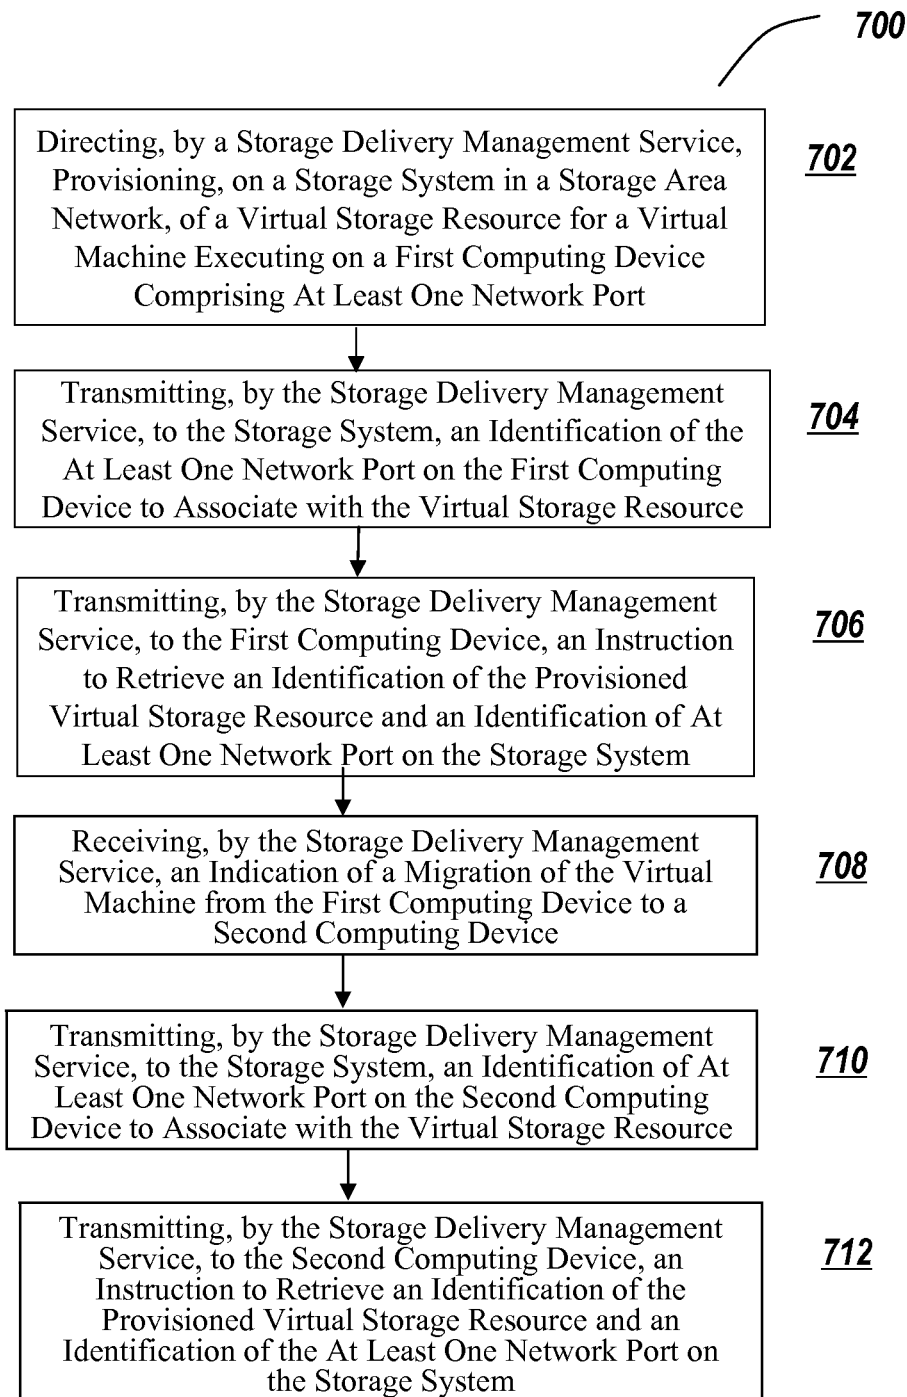 700
Directing, by a Storage Delivery Management Service,
Provisioning, on a Storage System in a Storage Area
Network, of a Virtual Storage Resource for a Virtual
Machine Executing on a First Computing Device
Comprising At Least One Network Port
702
Transmitting, by the Storage Delivery Management
Service, to the Storage System, an Identification of the
At Least One Network Port on the First Computing
Device to Associate with the Virtual Storage Resource
704
Transmitting, by the Storage Delivery Management
Service, to the First Computing Device, an Instruction
to Retrieve an Identification of the Provisioned
Virtual Storage Resource and an Identification of At
Least One Network Port on the Storage System
706
Receiving, by the Storage Delivery Management
Service, an Indication of a Migration of the Virtual
Machine from the First Computing Device to a
Second Computing Device
708
Transmitting, by the Storage Delivery Management
Service, to the Storage System, an Identification of At
Least One Network Port on the Second Computing
Device to Associate with the Virtual Storage Resource
710
Transmitting, by the Storage Delivery Management
Service, to the Second Computing Device, an
Instruction to Retrieve an Identification of the
Provisioned Virtual Storage Resource and an
Identification of the At Least One Network Port on
the Storage System
712